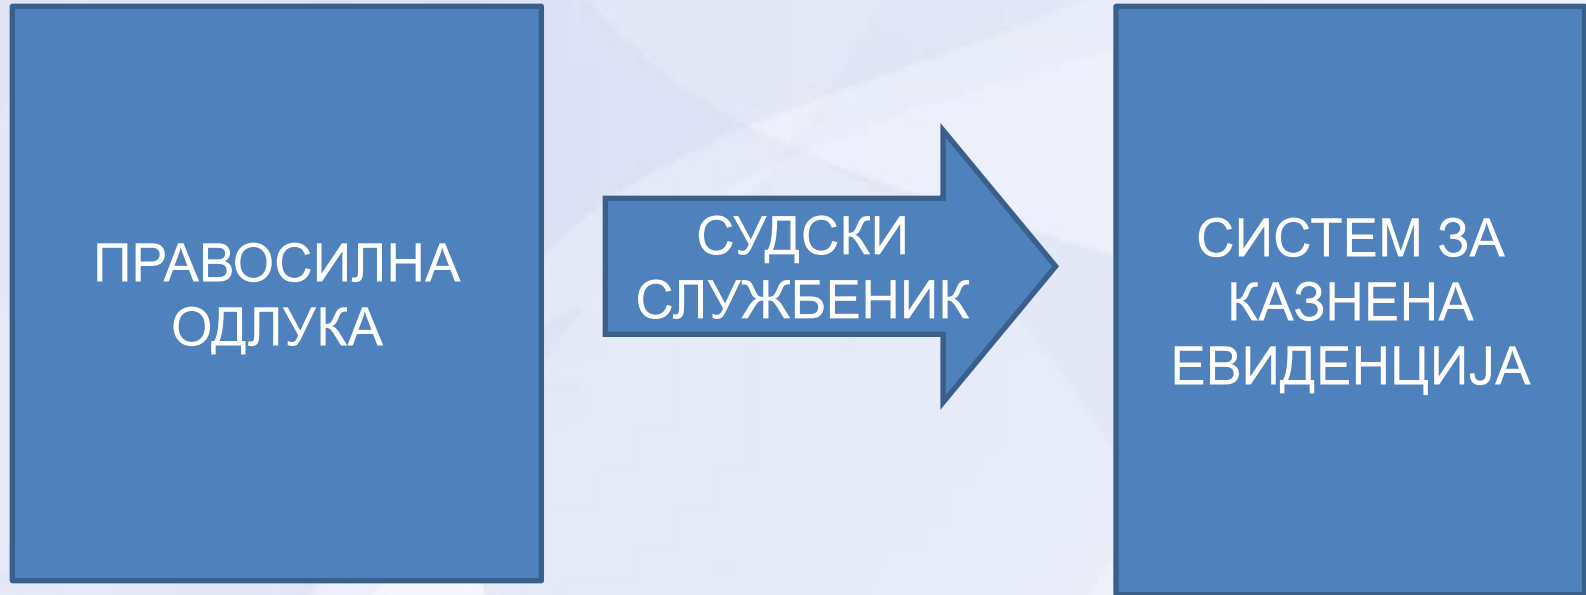 ПРАВОСИЛНА
ОДЛУКА
СУДСКИ
СЛУЖБЕНИК
СИСТЕМ ЗА
КАЗНЕНА
ЕВИДЕНЦИЈА